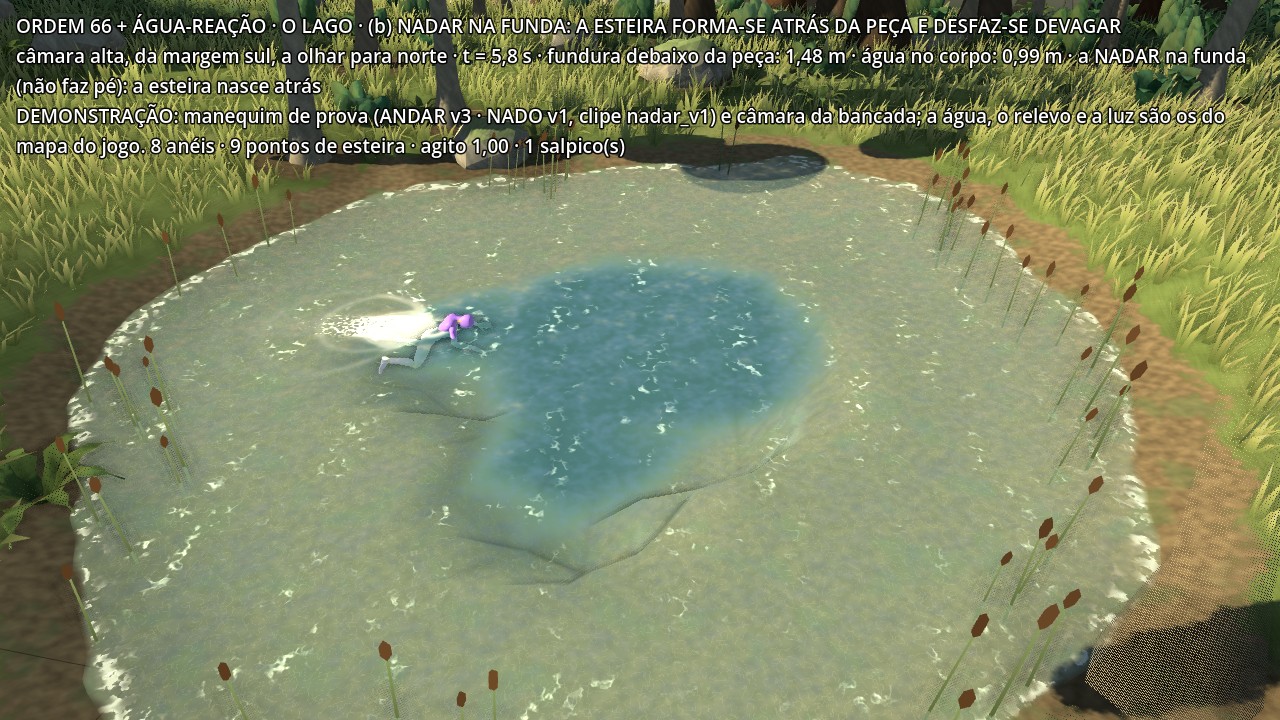 ORDEM 66 + ÁGUA-REAÇÃO · O LAGO · (b) NADAR NA FUNDA: A ESTEIRA FORMA-SE ATRÁS DA PEÇA E DESFAZ-SE DEVAGAR
câmara alta, da margem sul, a olhar para norte · t = 5,8 s · fundura debaixo da peça: 1,48 m · água no corpo: 0,99 m · a NADAR na funda
(não faz pé): a esteira nasce atrás
DEMONSTRAÇÃO: manequim de prova (ANDAR v3 · NADO v1, clipe nadar_v1) e câmara da bancada; a água, o relevo e a luz são os do
mapa do jogo. 8 anéis · 9 pontos de esteira · agito 1,00 · 1 salpico(s)